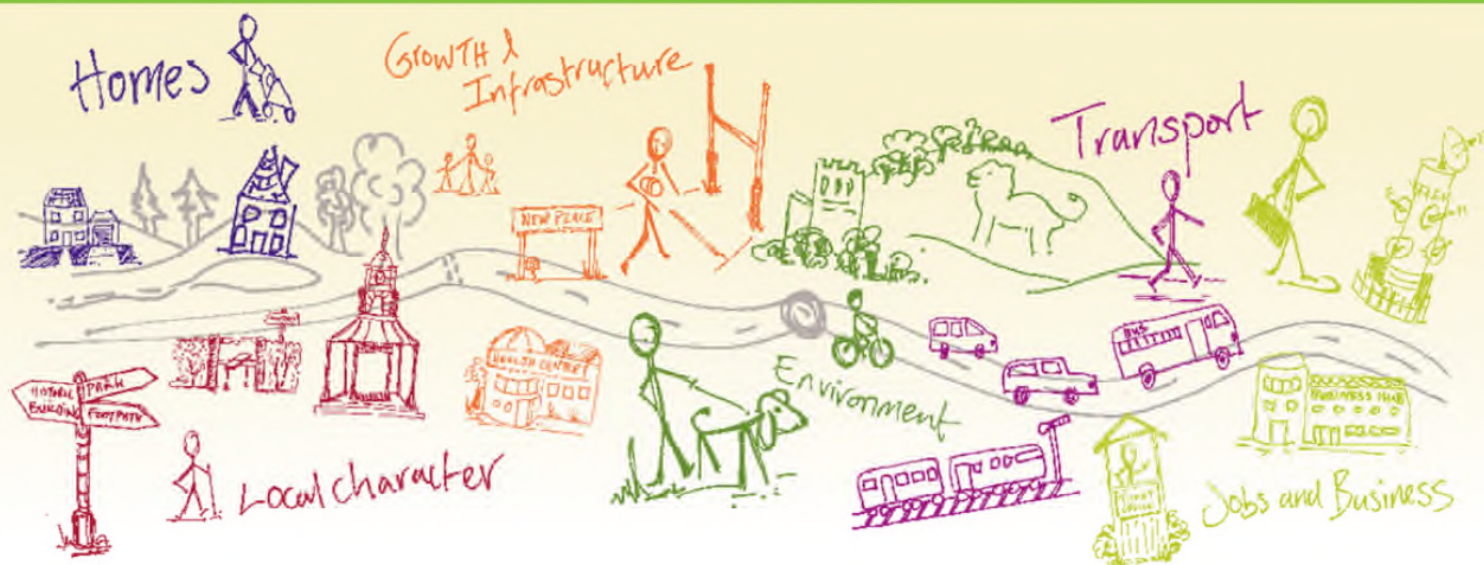 Homes
Growth &
Infrastructure
Transport
NEW PLACE
HEALTH CENTRE
Environment
BUS
HISTORIC
BUILDING
PARK
FOOTPATH
BUSINESS HUB
Local character
Jobs and Business